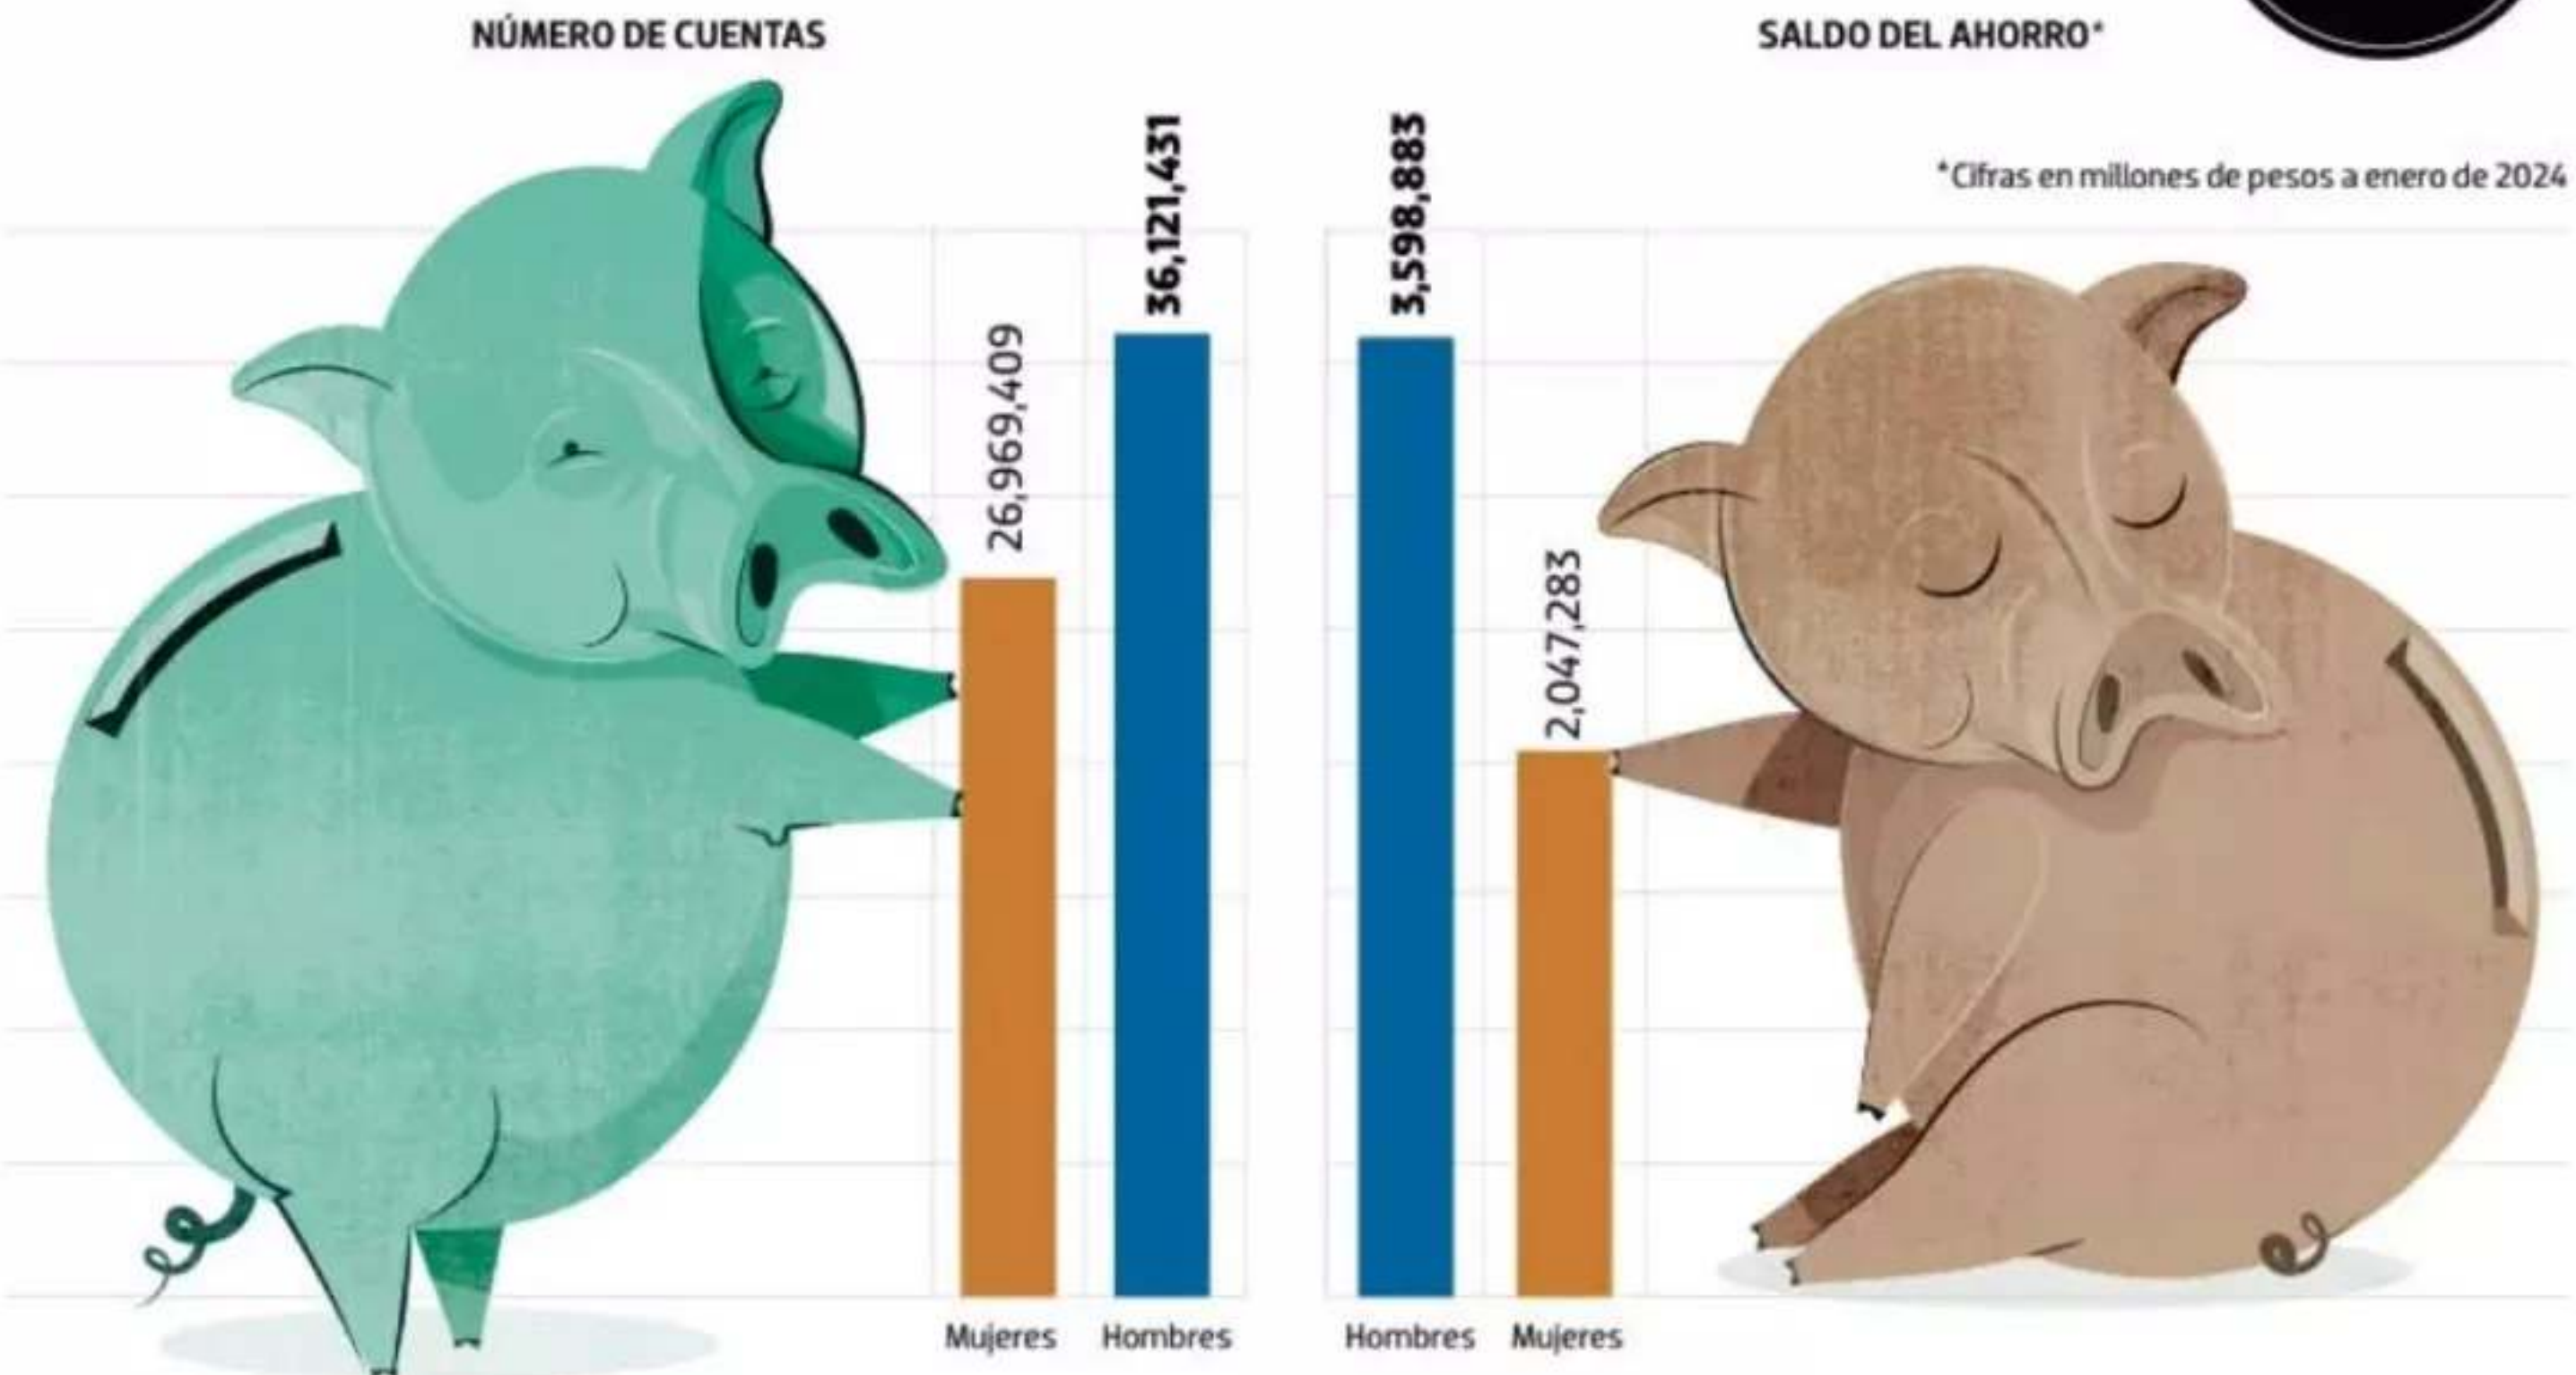 NÚMERO DE CUENTAS
26,969,409
36,121,431
Mujeres
Hombres
SALDO DEL AHORRO*
*Cifras en millones de pesos a enero de 2024
3,598,883
2,047,283
Hombres
Mujeres